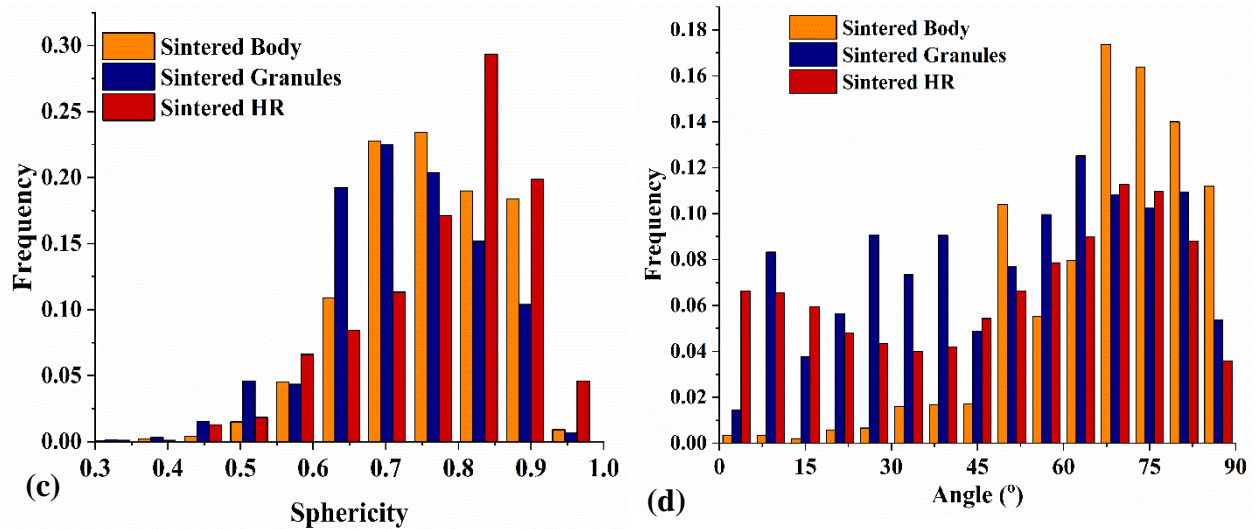 Sintered Body
Sintered Granules
Sintered HR
Frequency
0.30
0.25
0.20
0.15
0.10
0.05
0.00
0.3 0.4 0.5 0.6 0.7 0.8 0.9 1.0
Sphericity
(c)
Sintered Body
Sintered Granules
Sintered HR
Frequency
0.18
0.16
0.14
0.12
0.10
0.08
0.06
0.04
0.02
0.00
0 15 30 45 60 75 90
Angle (º)
(d)